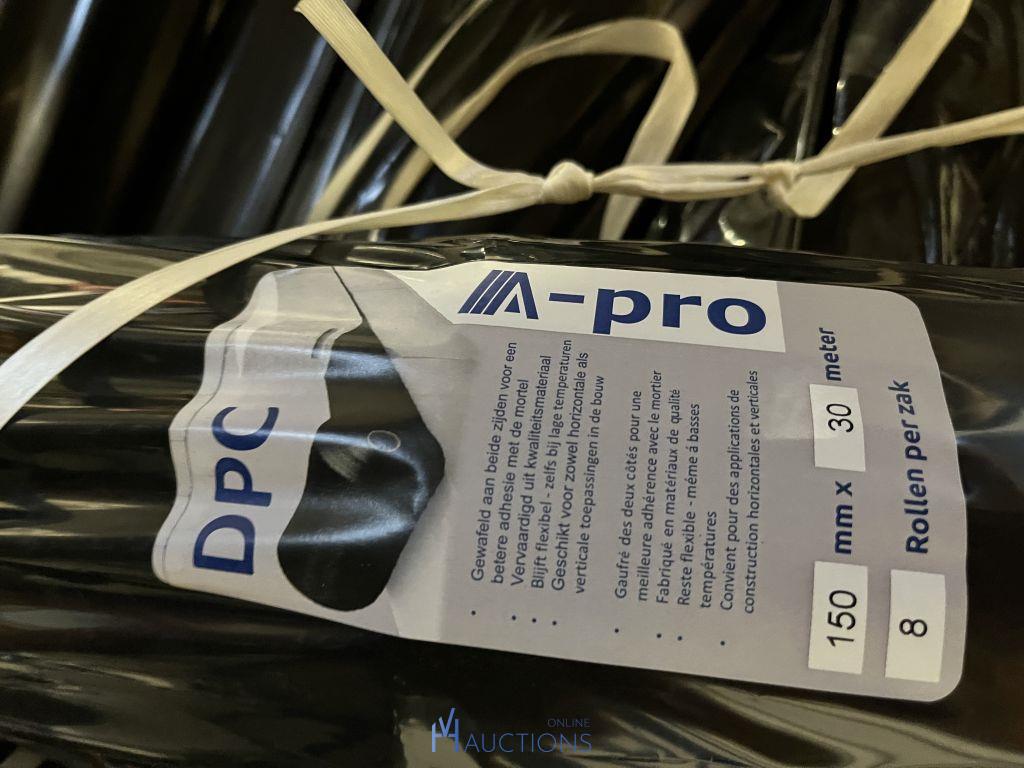 DPC
A-pro
• Gewafeld aan beide zijden voor een
betere adhesie met de mortel
• Vervaardigd uit kwaliteitsmateriaal
• Blijft flexibel - zelfs bij lage temperaturen
• Geschikt voor zowel horizontale als
verticale toepassingen in de bouw
• Gaufré des deux côtés pour une
meilleure adhérence avec le mortier
• Fabriqué en matériaux de qualité
• Reste flexible - même á basses
températures
• Convient pour des applications de
construction horizontales et verticales
150 mm x 30 meter
8 Rollen per zak
HV ONLINE
AUCTIONS